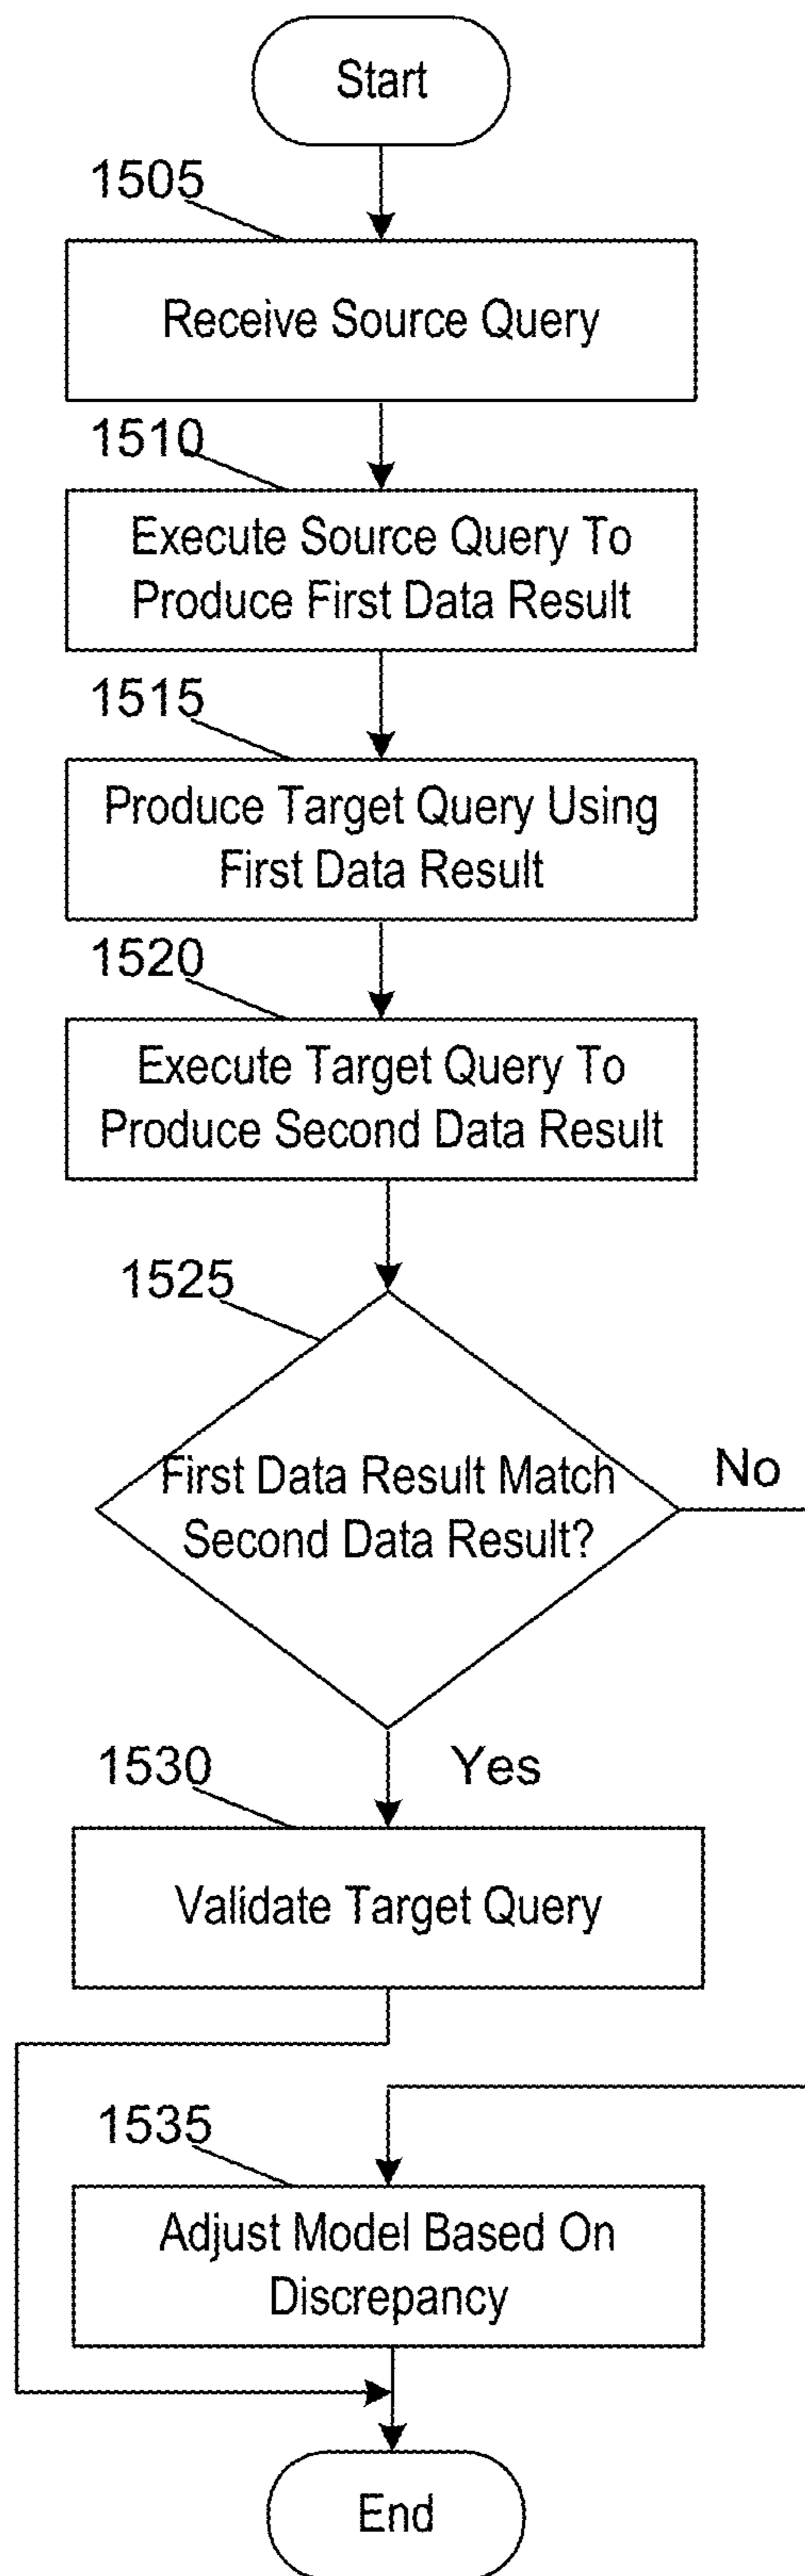 Start
1505
Receive Source Query
1510
Execute Source Query To
Produce First Data Result
1515
Produce Target Query Using
First Data Result
1520
Execute Target Query To
Produce Second Data Result
1525
First Data Result Match
Second Data Result?
No
1530
Yes
Validate Target Query
1535
Adjust Model Based On
Discrepancy
End